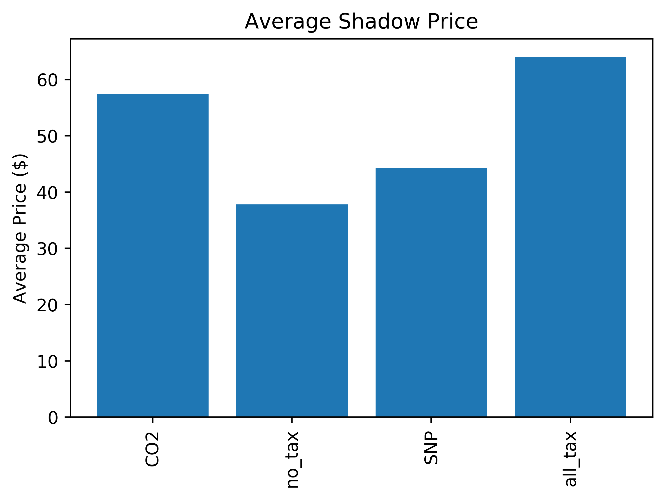 Average Shadow Price
Average Price ($)
60
50
40
30
20
10
0
CO2
no_tax
SNP
all_tax